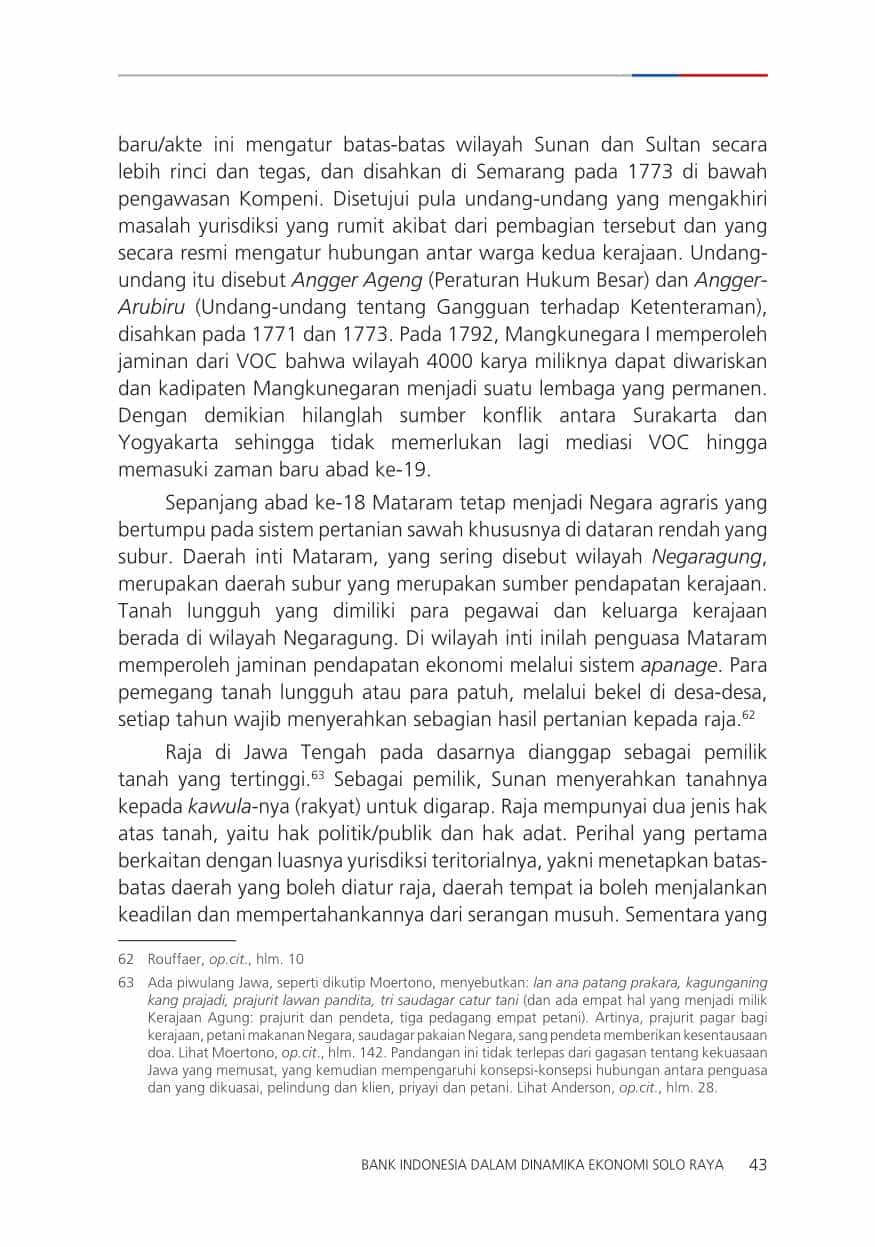 baru/akte ini mengatur batas-batas wilayah Sunan dan Sultan secara
lebih rinci dan tegas, dan disahkan di Semarang pada 1773 di bawah
pengawasan Kompeni. Disetujui pula undang-undang yang mengakhiri
masalah yurisdiksi yang rumit akibat dari pembagian tersebut dan yang
secara resmi mengatur hubungan antar warga kedua kerajaan. Undang-
undang itu disebut Angger Ageng (Peraturan Hukum Besar) dan Angger-
Arubiru (Undang-undang tentang Gangguan terhadap Ketenteraman),
disahkan pada 1771 dan 1773. Pada 1792, Mangkunegara I memperoleh
jaminan dari VOC bahwa wilayah 4000 karya miliknya dapat diwariskan
dan kadipaten Mangkunegaran menjadi suatu lembaga yang permanen.
Dengan demikian hilanglah sumber konflik antara Surakarta dan
Yogyakarta sehingga tidak memerlukan lagi mediasi VOC hingga
memasuki zaman baru abad ke-19.
Sepanjang abad ke-18 Mataram tetap menjadi Negara agraris yang
bertumpu pada sistem pertanian sawah khususnya di dataran rendah yang
subur. Daerah inti Mataram, yang sering disebut wilayah Negaragung,
merupakan daerah subur yang merupakan sumber pendapatan kerajaan.
Tanah lungguh yang dimiliki para pegawai dan keluarga kerajaan
berada di wilayah Negaragung. Di wilayah inti inilah penguasa Mataram
memperoleh jaminan pendapatan ekonomi melalui sistem apanage. Para
pemegang tanah lungguh atau para patuh, melalui bekel di desa-desa,
setiap tahun wajib menyerahkan sebagian hasil pertanian kepada raja.62
Raja di Jawa Tengah pada dasarnya dianggap sebagai pemilik
tanah yang tertinggi.63 Sebagai pemilik, Sunan menyerahkan tanahnya
kepada kawula-nya (rakyat) untuk digarap. Raja mempunyai dua jenis hak
atas tanah, yaitu hak politik/publik dan hak adat. Perihal yang pertama
berkaitan dengan luasnya yurisdiksi teritorialnya, yakni menetapkan batas-
batas daerah yang boleh diatur raja, daerah tempat ia boleh menjalankan
keadilan dan mempertahankannya dari serangan musuh. Sementara yang
62 Rouffaer, op.cit., hlm. 10
63 Ada piwulang Jawa, seperti dikutip Moertono, menyebutkan: lan ana patang prakara, kagunganing
kang prajadi, prajurit lawan pandita, tri saudagar catur tani (dan ada empat hal yang menjadi milik
Kerajaan Agung: prajurit dan pendeta, tiga pedagang empat petani). Artinya, prajurit pagar bagi
kerajaan, petani makanan Negara, saudagar pakaian Negara, sang pendeta memberikan kesentausaan
doa. Lihat Moertono, op.cit., hlm. 142. Pandangan ini tidak terlepas dari gagasan tentang kekuasaan
Jawa yang memusat, yang kemudian mempengaruhi konsepsi-konsepsi hubungan antara penguasa
dan yang dikuasai, pelindung dan klien, priyayi dan petani. Lihat Anderson, op.cit., hlm. 28.
BANK INDONESIA DALAM DINAMIKA EKONOMI SOLO RAYA 43